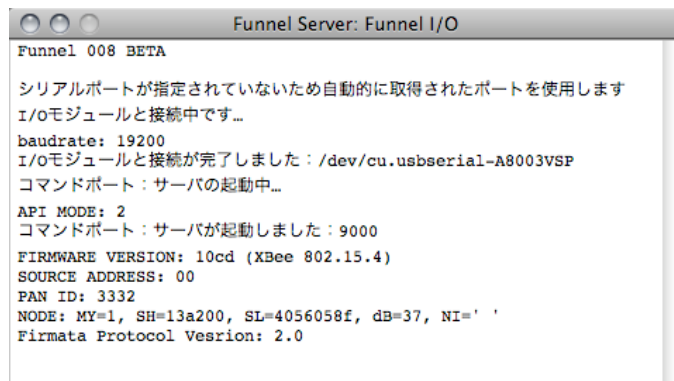 Funnel Server: Funnel I/O
Funnel 008 BETA
シリアルポートが指定されていないため自動的に取得されたポートを使用します
I/Oモジュールと接続中です…
baudrate: 19200
I/Oモジュールと接続が完了しました：/dev/cu.usbserial-A8003VSP
コマンドポート：サーバの起動中…
API MODE: 2
コマンドポート：サーバが起動しました：9000
FIRMWARE VERSION: 10cd (XBee 802.15.4)
SOURCE ADDRESS: 00
PAN ID: 3332
NODE: MY=1, SH=13a200, SL=4056058f, dB=37, NI=' '
Firmata Protocol Vesrion: 2.0